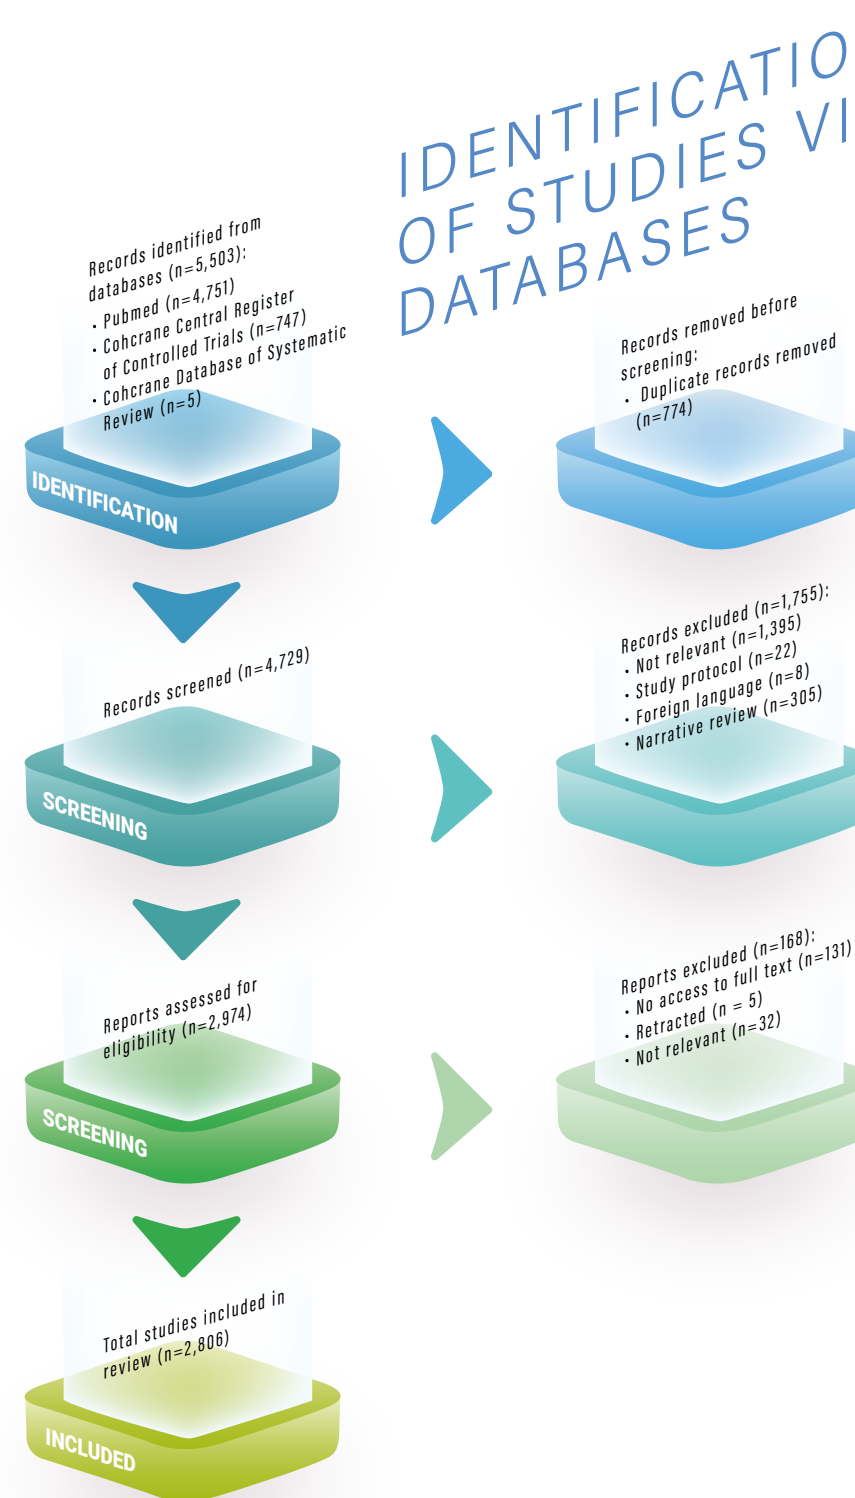 IDENTIFICATIO
OF STUDIES VI
DATABASES
Records identified from
databases (n=5,503):
• Pubmed (n=4,751)
• Cohcrane Central Register
of Controlled Trials (n=747)
• Cohcrane Database of Systematic
Review (n=5)
IDENTIFICATION
Records removed before
screening:
• Duplicate records removed
(n=774)
Records screened (n=4,729)
SCREENING
Records excluded (n=1,755):
• Not relevant (n=1,395)
• Study protocol (n=22)
• Foreign language (n=8)
• Narrative review (n=305)
Reports assessed for
eligibility (n=2,974)
SCREENING
Reports excluded (n=168):
• No access to full text (n=131)
• Retracted (n = 5)
• Not relevant (n=32)
Total studies included in
review (n=2,806)
INCLUDED